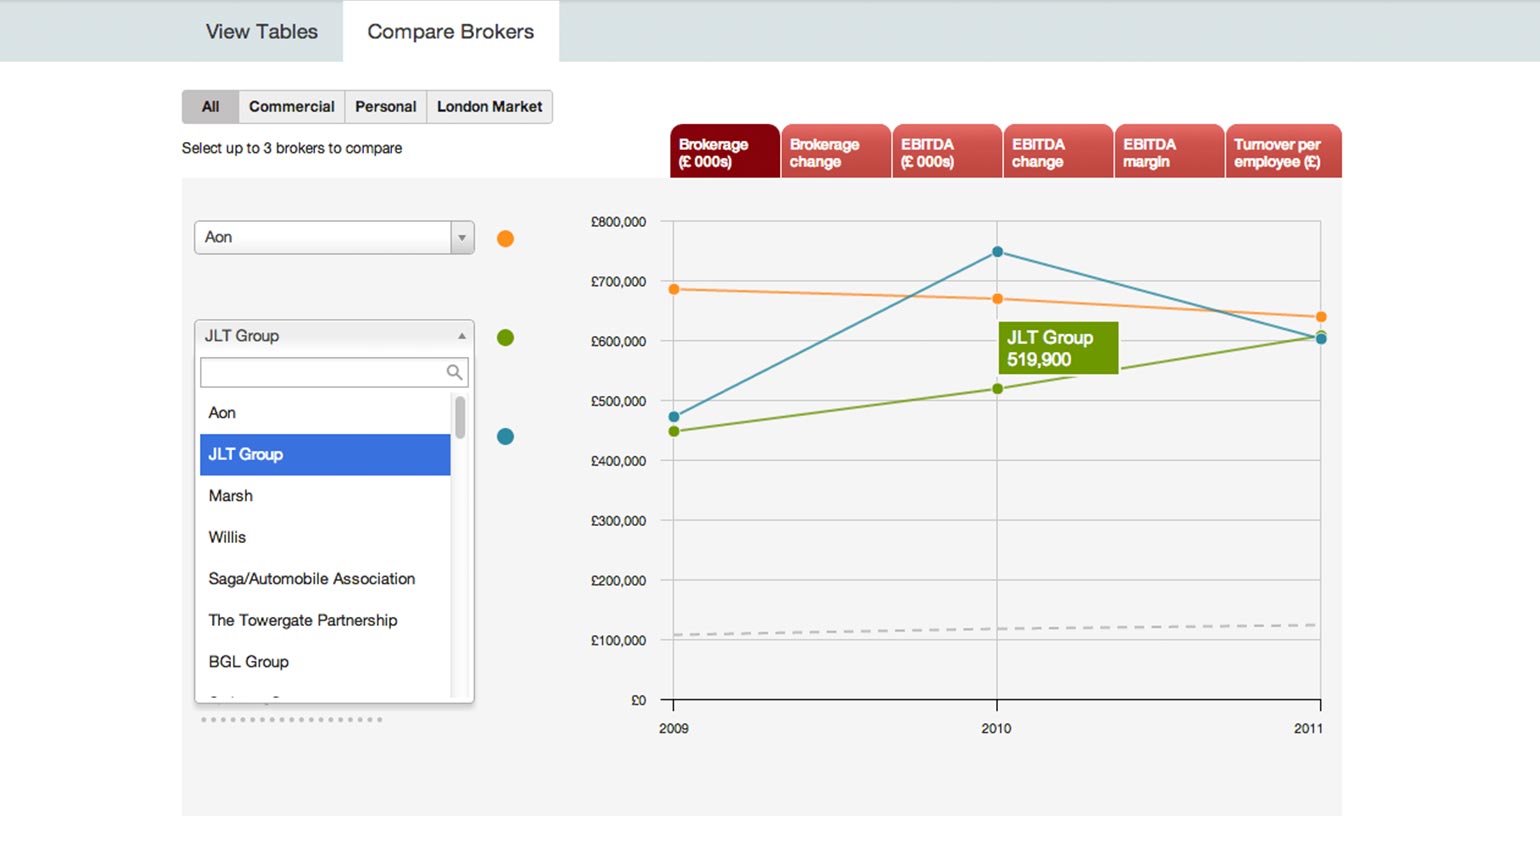 View Tables
Compare Brokers
All
Commercial
Personal
London Market
Select up to 3 brokers to compare
Brokerage
(£ 000s)
Brokerage
change
EBITDA
(£ 000s)
EBITDA
change
EBITDA
margin
Turnover per
employee (£)
Aon
JLT Group
Aon
JLT Group
Marsh
Willis
Saga/Automobile Association
The Towergate Partnership
BGL Group
£800,000
£700,000
£600,000
£500,000
£400,000
£300,000
£200,000
£100,000
£0
JLT Group
519,900
2009
2010
2011